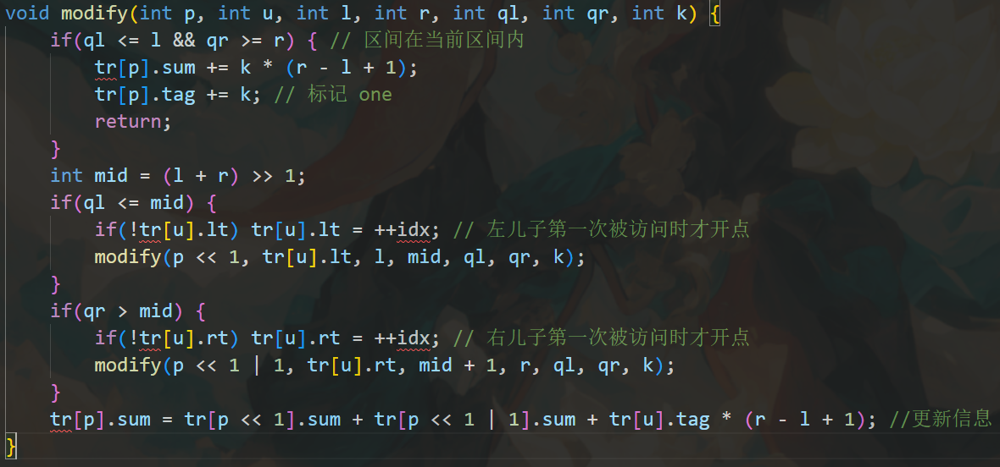 void modify(int p, int u, int l, int r, int ql, int qr, int k) {
    if(ql <= l && qr >= r) { // 区间在当前区间内
        tr[p].sum += k * (r - l + 1);
        tr[p].tag += k; // 标记 one
        return;
    }
    int mid = (l + r) >> 1;
    if(ql <= mid) {
        if(!tr[u].lt) tr[u].lt = ++idx; // 左儿子第一次被访问时才开点
        modify(p << 1, tr[u].lt, l, mid, ql, qr, k);
    }
    if(qr > mid) {
        if(!tr[u].rt) tr[u].rt = ++idx; // 右儿子第一次被访问时才开点
        modify(p << 1 | 1, tr[u].rt, mid + 1, r, ql, qr, k);
    }
    tr[p].sum = tr[p << 1].sum + tr[p << 1 | 1].sum + tr[u].tag * (r - l + 1); //更新信息
}